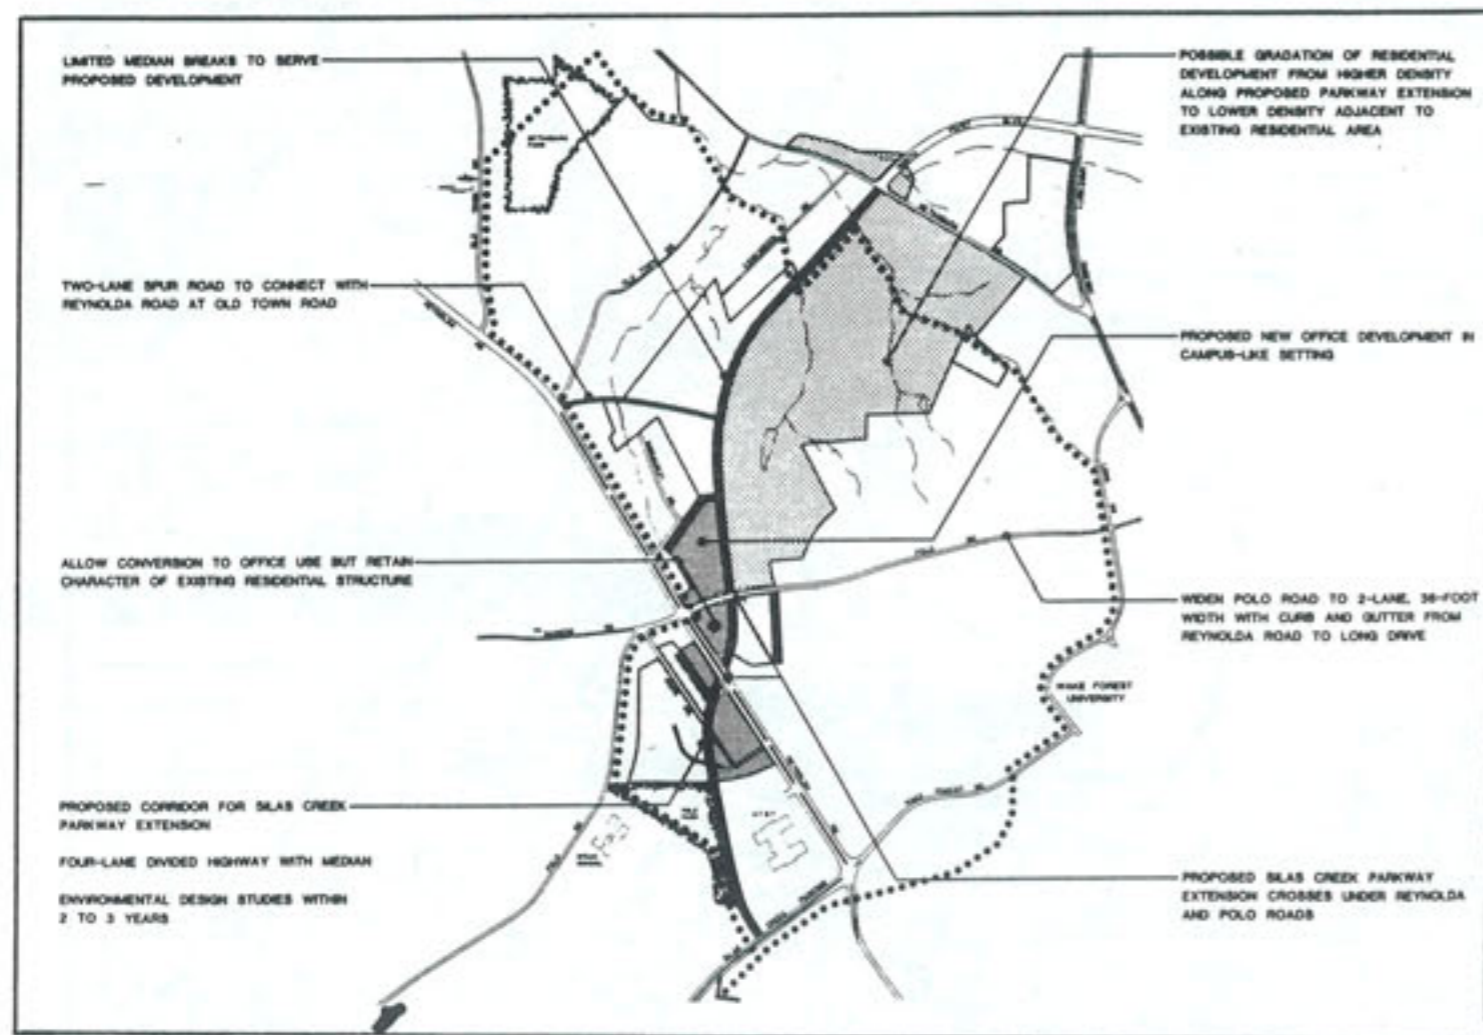 LIMITED MEDIAN BREAKS TO SERVE
PROPOSED DEVELOPMENT
TWO-LANE SPUR ROAD TO CONNECT WITH
REYNOLDA ROAD AT OLD TOWN ROAD
ALLOW CONVERSION TO OFFICE USE BUT RETAIN
CHARACTER OF EXISTING RESIDENTIAL STRUCTURE
PROPOSED CORRIDOR FOR SILAS CREEK
PARKWAY EXTENSION
FOUR-LANE DIVIDED HIGHWAY WITH MEDIAN
ENVIRONMENTAL DESIGN STUDIES WITHIN
2 TO 3 YEARS
POSSIBLE GRADATION OF RESIDENTIAL
DEVELOPMENT FROM HIGHER DENSITY
ALONG PROPOSED PARKWAY EXTENSION
TO LOWER DENSITY ADJACENT TO
EXISTING RESIDENTIAL AREA
PROPOSED NEW OFFICE DEVELOPMENT IN
CAMPUS-LIKE SETTING
WIDEN POLO ROAD TO 2-LANE, 36-FOOT
WIDTH WITH CURB AND GUTTER FROM
REYNOLDA ROAD TO LONG DRIVE
PROPOSED SILAS CREEK PARKWAY
EXTENSION CROSSES UNDER REYNOLDA
AND POLO ROADS
WAKE FOREST
UNIVERSITY